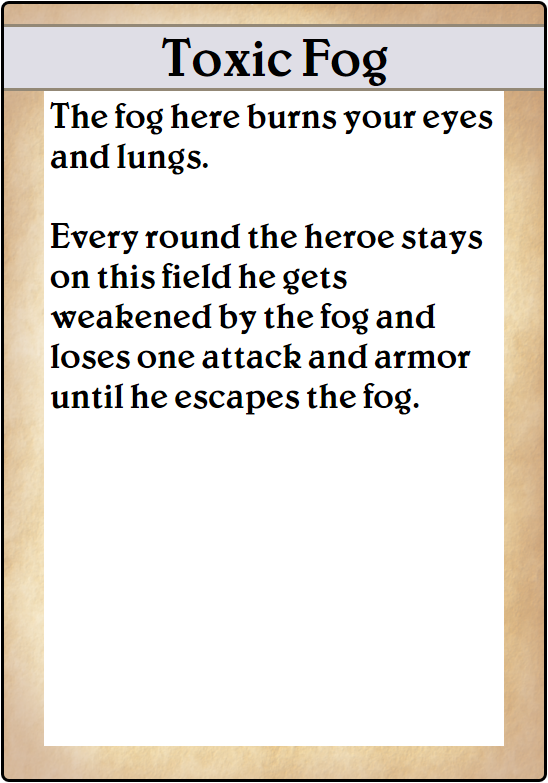 Toxic Fog
The fog here burns your eyes
and lungs.
Every round the heroe stays
on this field he gets
weakened by the fog and
loses one attack and armor
until he escapes the fog.